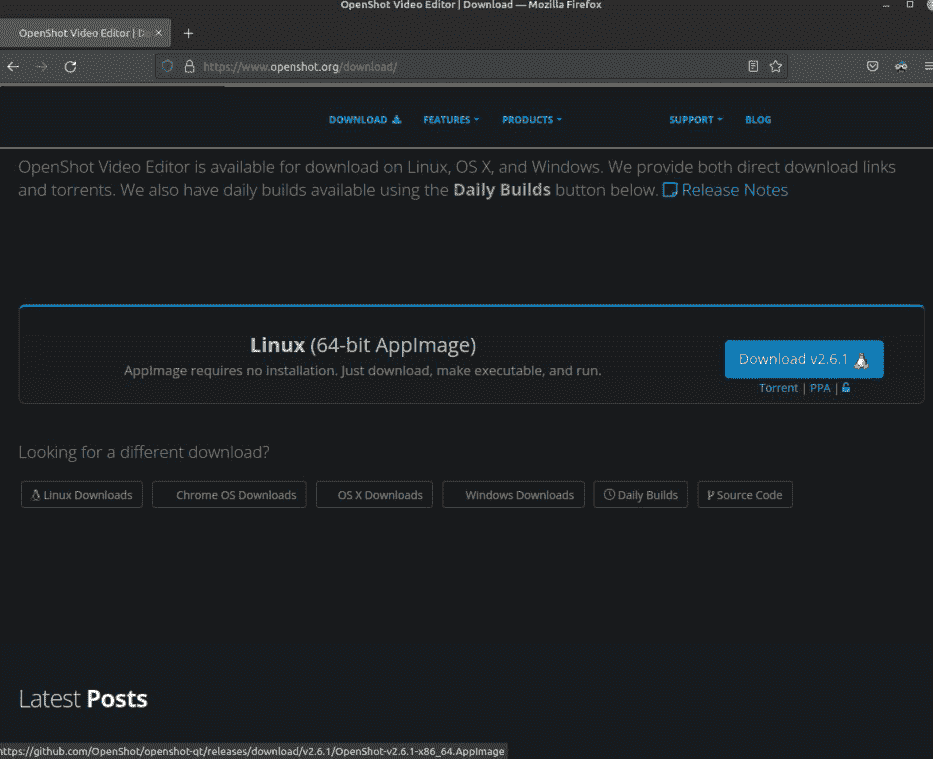 OpenShot Video Editor | Download — Mozilla Firefox
OpenShot Video Editor | Do
https://www.openshot.org/download/
DOWNLOAD FEATURES PRODUCTS SUPPORT BLOG
OpenShot Video Editor is available for download on Linux, OS X, and Windows. We provide both direct download links
and torrents. We also have daily builds available using the Daily Builds button below. Release Notes
Linux (64-bit AppImage)
AppImage requires no installation. Just download, make executable, and run.
Download v2.6.1
Torrent | PPA |
Looking for a different download?
Linux Downloads Chrome OS Downloads OS X Downloads Windows Downloads Daily Builds Source Code
Latest Posts
https://github.com/OpenShot/openshot-qt/releases/download/v2.6.1/OpenShot-v2.6.1-x86_64.AppImage